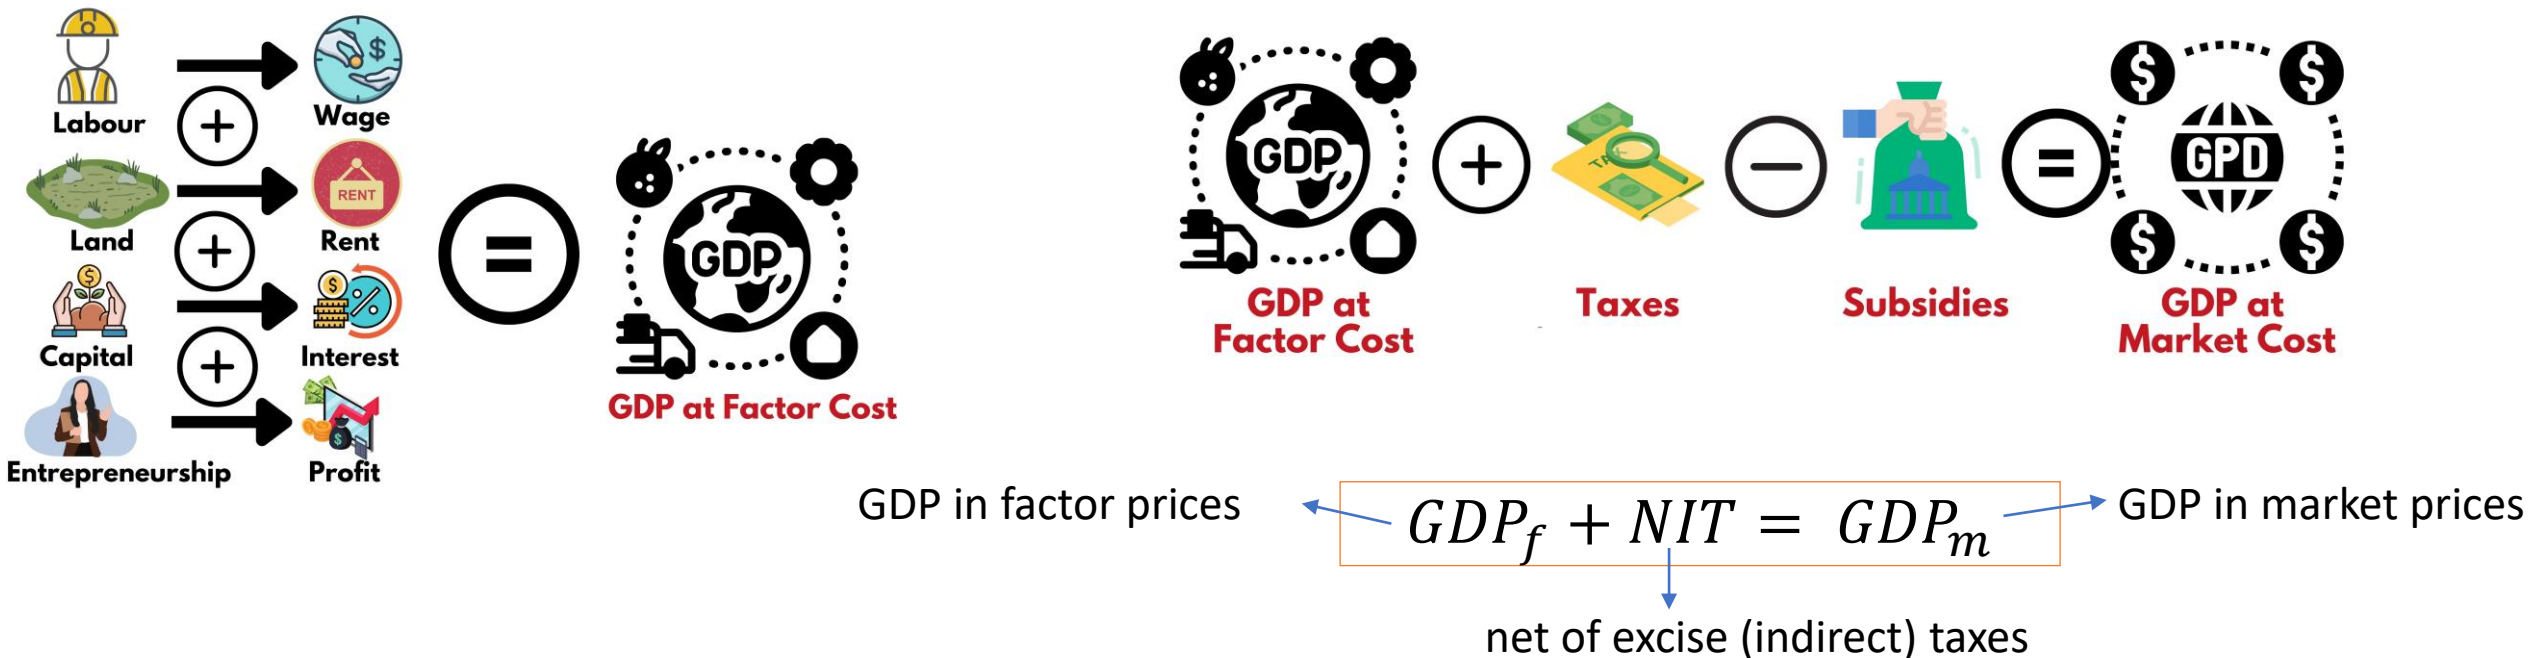 Labour
Wage
Land
RENT
Rent
Capital
Interest
Entrepreneurship
Profit
GDP
GDP at Factor Cost
GDP
GDP at
Factor Cost
TAX
Taxes
Subsidies
GPD
GDP at
Market Cost
GDP in factor prices
GDP_f + NIT = GDP_m
GDP in market prices
net of excise (indirect) taxes